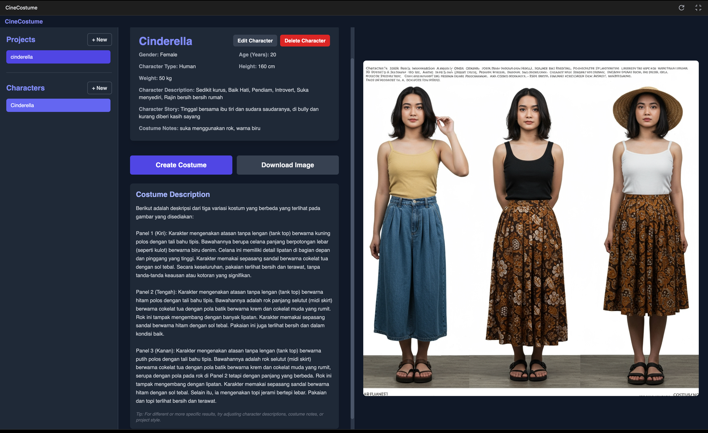 CineCostume
CineCostume
Projects
+ New
cinderella
Characters
+ New
Cinderella
Cinderella
Edit Character
Delete Character
Gender: Female
Age (Years): 20
Character Type: Human
Height: 160 cm
Weight: 50 kg
Character Description: Sedikit kurus, Baik Hati, Pendiam, Introvert, Suka
menyediri, Rajin bersih bersih rumah
Character Story: Tinggal bersama ibu tiri dan sudara saudaranya, di bully dan
kurang diberi kasih sayang
Costume Notes: suka menggunakan rok, warna biru
Create Costume
Download Image
Costume Description
Berikut adalah deskripsi dari tiga variasi kostum yang berbeda yang terlihat pada
gambar yang disediakan:
Panel 1 (Kiri): Karakter mengenakan atasan tanpa lengan (tank top) berwarna kuning
polos dengan tali bahu tipis. Bawahannya berupa celana panjang berpotongan lebar
(seperti kulot) berwarna biru denim. Celana ini memiliki detail lipatan di bagian depan
dan pinggang yang tinggi. Karakter memakai sepasang sandal berwarna cokelat tua
dengan sol tebal. Secara keseluruhan, pakaian terlihat bersih dan terawat, tanpa
tanda-tanda keausan atau kotoran yang signifikan.
Panel 2 (Tengah): Karakter mengenakan atasan tanpa lengan (tank top) berwarna
hitam polos dengan tali bahu tipis. Bawahannya adalah rok panjang selutut (midi skirt)
berwarna cokelat tua dengan pola batik berwarna krem dan cokelat muda yang rumit.
Rok ini tampak mengembang dengan banyak lipatan. Karakter memakai sepasang
sandal berwarna hitam dengan sol tebal. Pakaian ini juga terlihat bersih dan dalam
kondisi baik.
Panel 3 (Kanan): Karakter mengenakan atasan tanpa lengan (tank top) berwarna
putih polos dengan tali bahu tipis. Bawahannya adalah rok selutut (midi skirt)
berwarna cokelat tua dengan pola batik berwarna krem dan cokelat muda yang rumit,
serupa dengan pola pada rok di Panel 2 tetapi dengan panjang yang berbeda. Rok ini
tampak mengembang dengan lipatan. Karakter memakai sepasang sandal berwarna
hitam dengan sol tebal. Selain itu, ia mengenakan topi jerami bertepi lebar. Pakaian
dan topi terlihat bersih dan terawat.
Tip: For different or more specific results, try adjusting character descriptions, costume notes, or
project style.